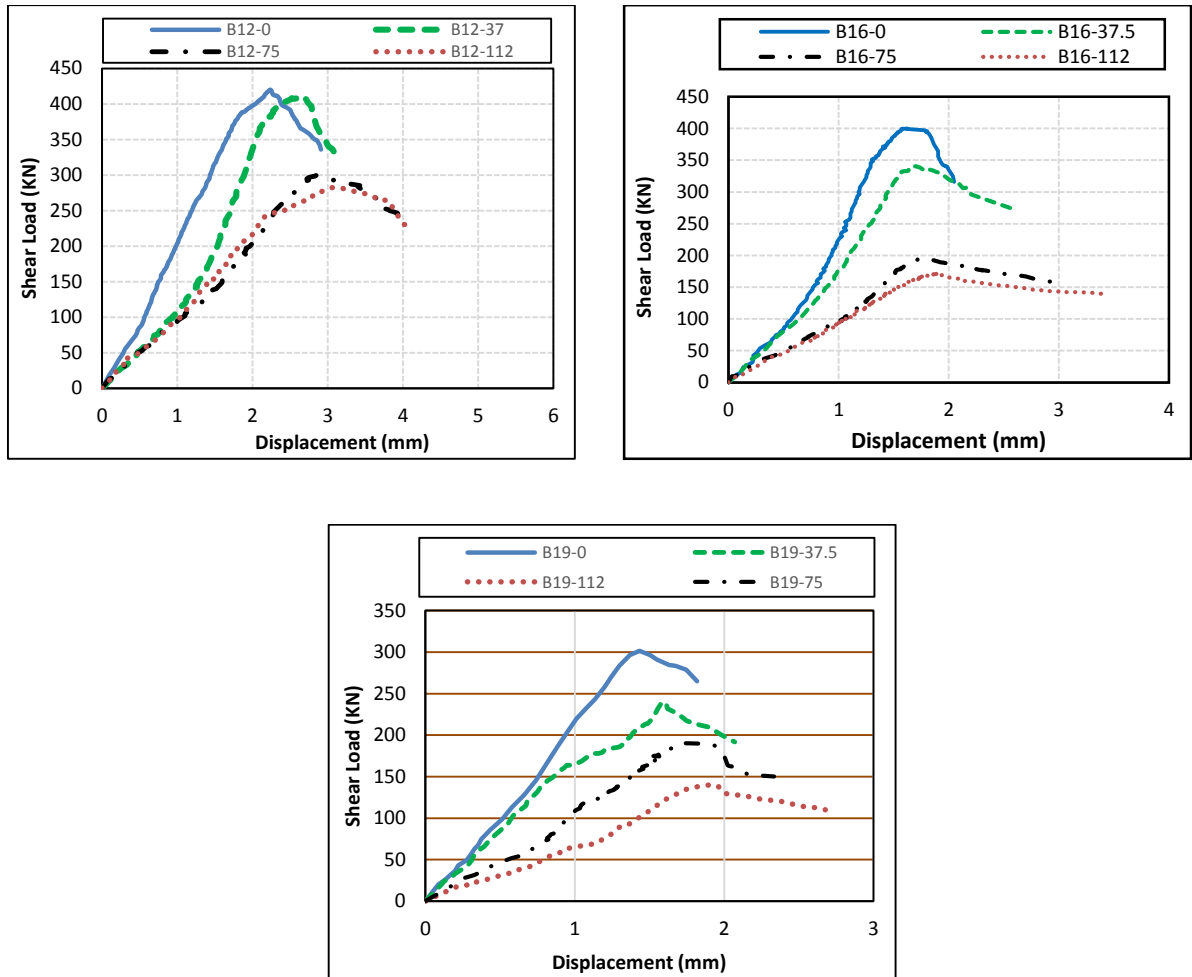 B12-0 B12-37
B12-75 B12-112
450
400
350
300
250
200
150
100
50
0
Shear Load (KN)
0 1 2 3 4 5 6
Displacement (mm)
B16-0 B16-37.5
B16-75 B16-112
450
400
350
300
250
200
150
100
50
0
Shear Load (KN)
0 1 2 3 4
Displacement (mm)
B19-0 B19-37.5
B19-112 B19-75
350
300
250
200
150
100
50
0
Shear Load (KN)
0 1 2 3
Displacement (mm)